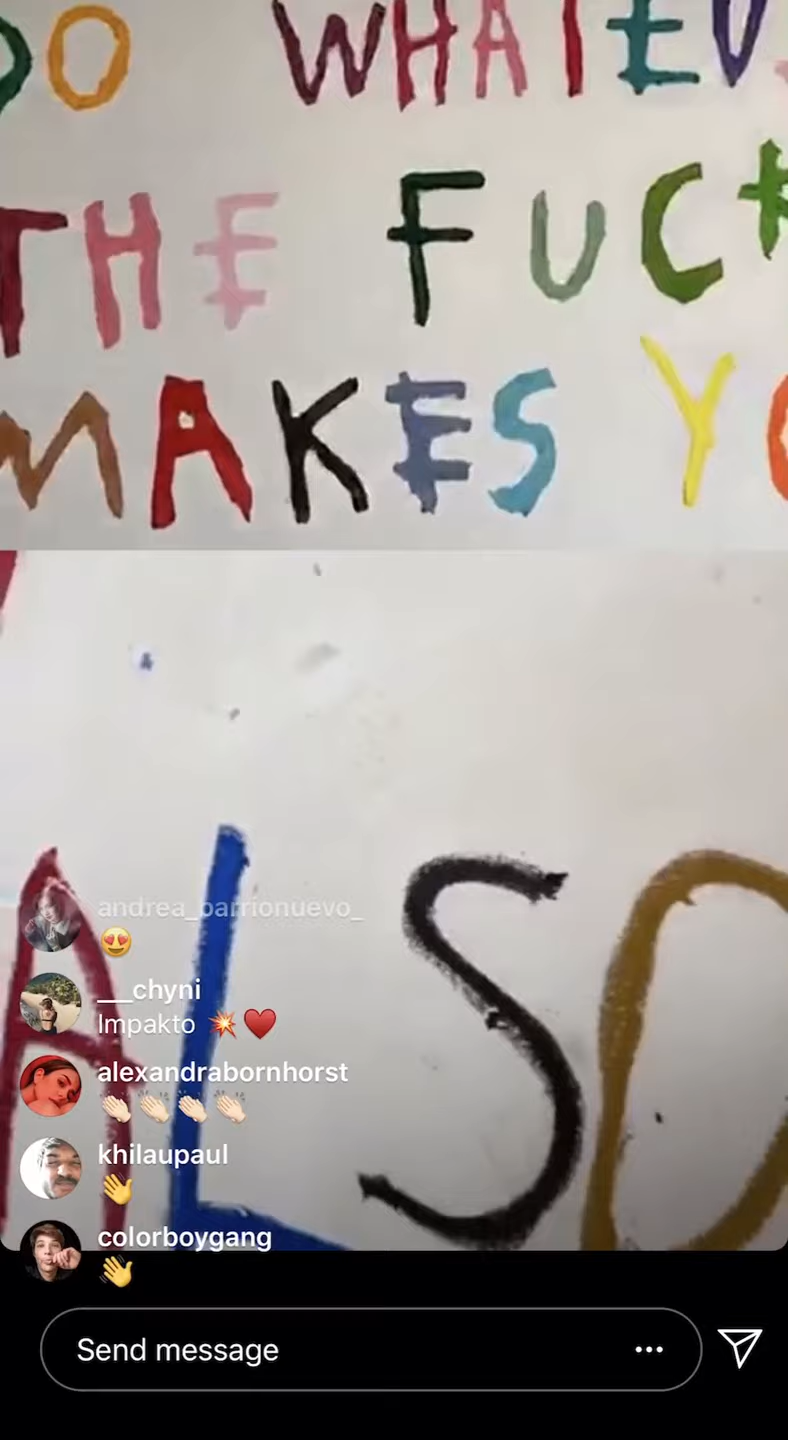 DO WHATEV
THE FUCK
MAKES YO
ALSO
andrea_barrionuevo_
😍
___chyni
Impakto 💥♥️
alexandrabornhorst
👏🏻👏🏻👏🏻👏🏻
khilaupaul
👋
colorboygang
👋
Send message